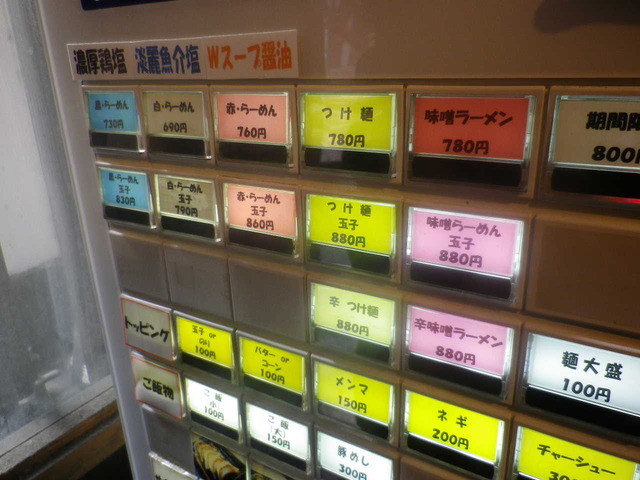 濃厚鶏塩 淡麗魚介塩 Wスープ醤油
黒・らーめん
730円
白・らーめん
690円
赤・らーめん
760円
つけ麺
780円
味噌ラーメン
780円
期間限
800
黒・らーめん
玉子
830円
白・らーめん
玉子
790円
赤・らーめん
玉子
860円
つけ麺
玉子
880円
味噌らーめん
玉子
880円
辛つけ麺
880円
辛味噌ラーメン
880円
麺大盛
100円
トッピング
玉子 or
のり
100円
バター or
コーン
100円
メンマ
150円
ネギ
200円
チャーシュー
ご飯物
ご飯
小
100円
ご飯
(大)
150円
豚めし
300円